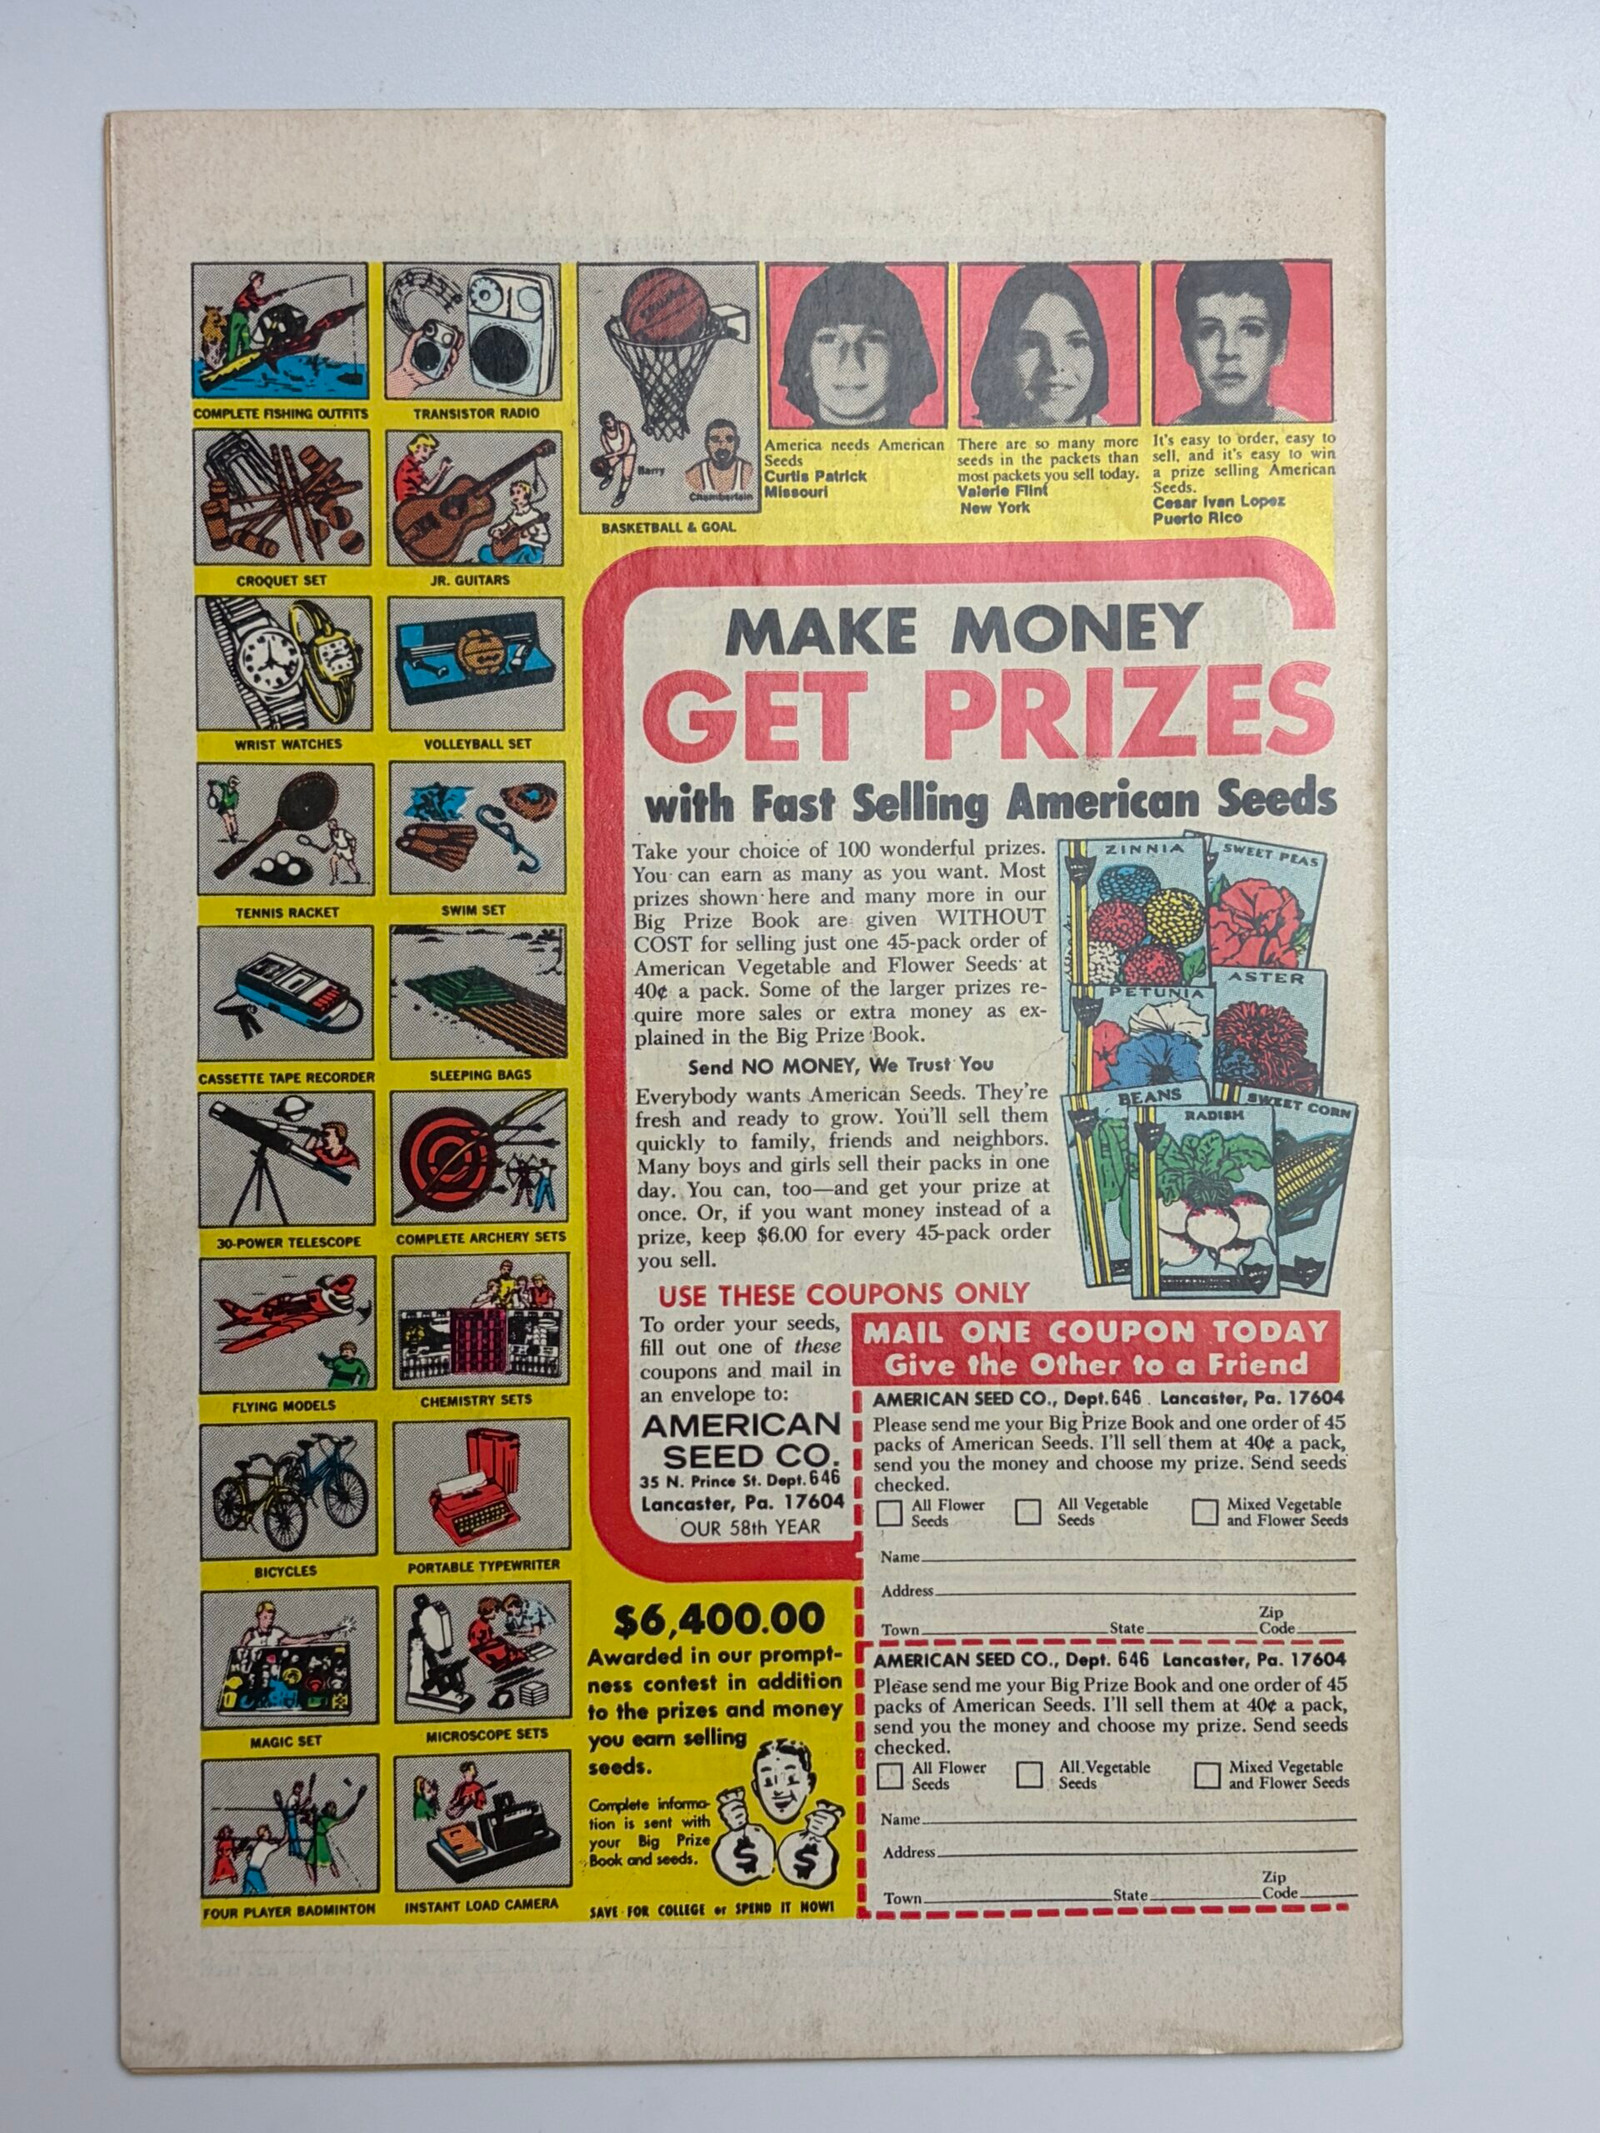 COMPLETE FISHING OUTFITS
TRANSISTOR RADIO
CROQUET SET
JR. GUITARS
WRIST WATCHES
VOLLEYBALL SET
TENNIS RACKET
SWIM SET
CASSETTE TAPE RECORDER
SLEEPING BAGS
30-POWER TELESCOPE
COMPLETE ARCHERY SETS
FLYING MODELS
CHEMISTRY SETS
BICYCLES
PORTABLE TYPEWRITER
MAGIC SET
MICROSCOPE SETS
FOUR PLAYER BADMINTON
INSTANT LOAD CAMERA
Barry
Chamberlain
BASKETBALL & GOAL
America needs American
Seeds
Curtis Patrick
Missouri
There are so many more
seeds in the packets than
most packets you sell today.
Valerie Flint
New York
It's easy to order, easy to
sell, and it's easy to win
a prize selling American
Seeds.
Cesar Ivan Lopez
Puerto Rico
MAKE MONEY
GET PRIZES
with Fast Selling American Seeds
Take your choice of 100 wonderful prizes.
You can earn as many as you want. Most
prizes shown here and many more in our
Big Prize Book are given WITHOUT
COST for selling just one 45-pack order of
American Vegetable and Flower Seeds at
40¢ a pack. Some of the larger prizes re-
quire more sales or extra money as ex-
plained in the Big Prize Book.
Send NO MONEY, We Trust You
Everybody wants American Seeds. They're
fresh and ready to grow. You'll sell them
quickly to family, friends and neighbors.
Many boys and girls sell their packs in one
day. You can, too—and get your prize at
once. Or, if you want money instead of a
prize, keep $6.00 for every 45-pack order
you sell.
ZINNIA
SWEET PEAS
PETUNIA
ASTER
BEANS
RADISH
SWEET CORN
USE THESE COUPONS ONLY
To order your seeds,
fill out one of these
coupons and mail in
an envelope to:
AMERICAN
SEED CO.
35 N. Prince St. Dept. 646
Lancaster, Pa. 17604
OUR 58th YEAR
MAIL ONE COUPON TODAY
Give the Other to a Friend
AMERICAN SEED CO., Dept. 646 . Lancaster, Pa. 17604
Please send me your Big Prize Book and one order of 45
packs of American Seeds. I'll sell them at 40¢ a pack,
send you the money and choose my prize. Send seeds
checked.
All Flower Seeds
All Vegetable Seeds
Mixed Vegetable and Flower Seeds
Name
Address
Town State Zip Code
AMERICAN SEED CO., Dept. 646 Lancaster, Pa. 17604
Please send me your Big Prize Book and one order of 45
packs of American Seeds. I'll sell them at 40¢ a pack,
send you the money and choose my prize. Send seeds
checked.
All Flower Seeds
All Vegetable Seeds
Mixed Vegetable and Flower Seeds
Name
Address
Town State Zip Code
$6,400.00
Awarded in our prompt-
ness contest in addition
to the prizes and money
you earn selling
seeds.
Complete informa-
tion is sent with
your Big Prize
Book and seeds.
$ $
SAVE FOR COLLEGE or SPEND IT NOW!